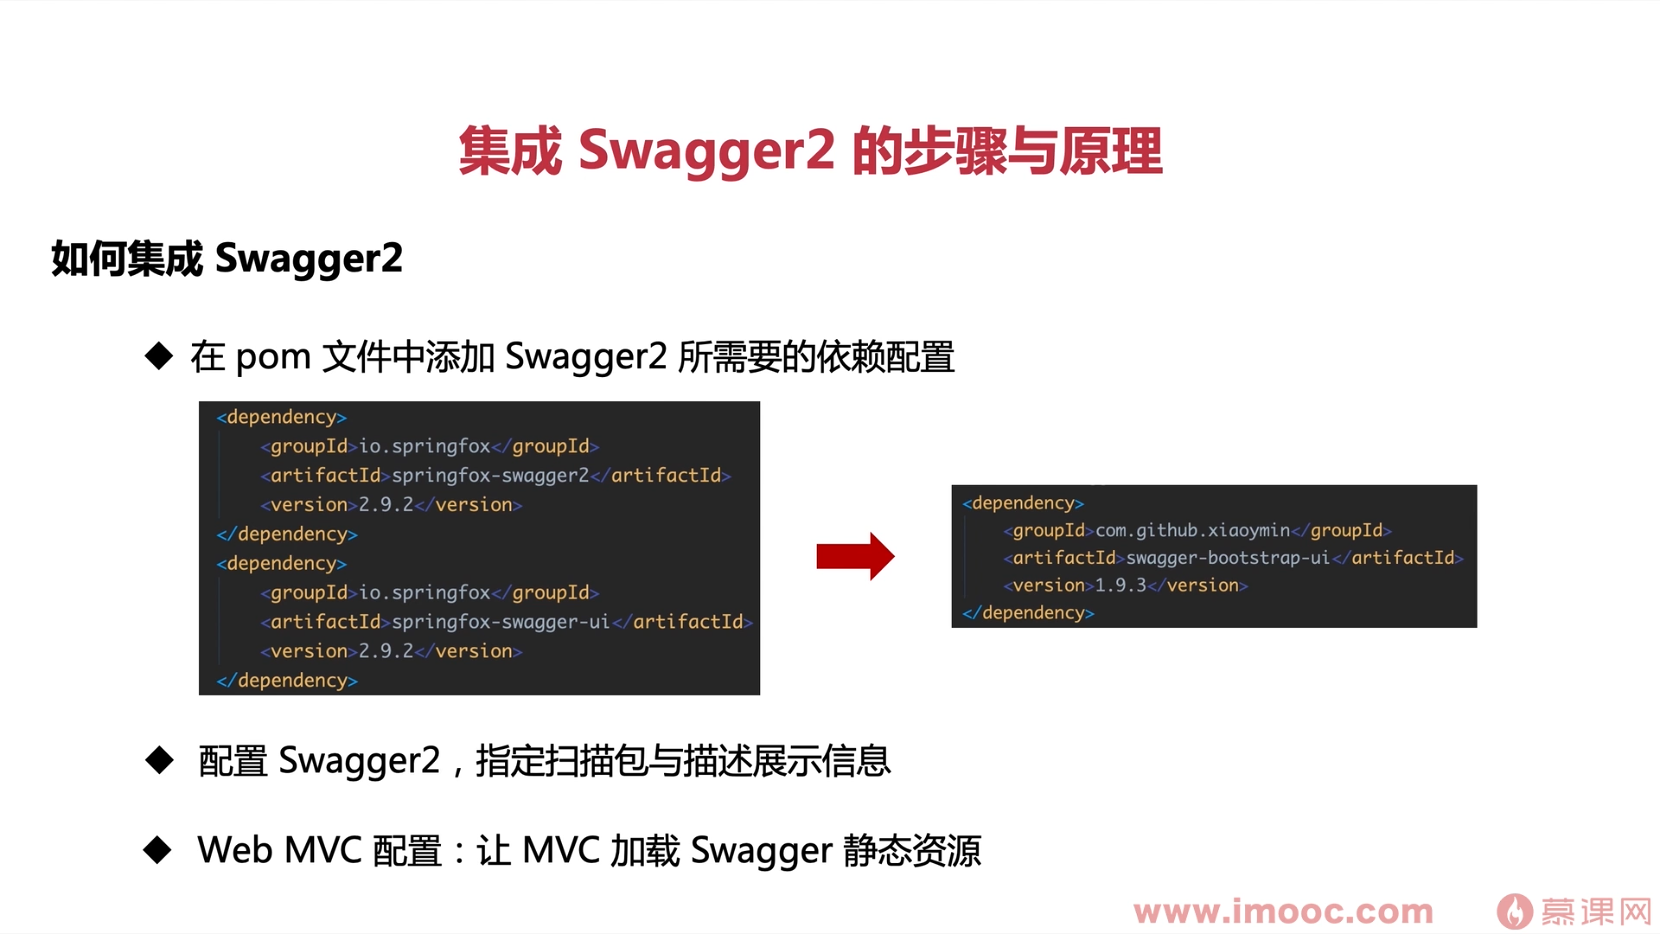 集成 Swagger2 的步骤与原理
如何集成 Swagger2
◆ 在 pom 文件中添加 Swagger2 所需要的依赖配置
<dependency>
<groupId>io.springfox</groupId>
<artifactId>springfox-swagger2</artifactId>
<version>2.9.2</version>
</dependency>
<dependency>
<groupId>io.springfox</groupId>
<artifactId>springfox-swagger-ui</artifactId>
<version>2.9.2</version>
</dependency>
<dependency>
<groupId>com.github.xiaoymin</groupId>
<artifactId>swagger-bootstrap-ui</artifactId>
<version>1.9.3</version>
</dependency>
◆ 配置 Swagger2，指定扫描包与描述展示信息
◆ Web MVC 配置：让 MVC 加载 Swagger 静态资源
www.imooc.com 慕课网